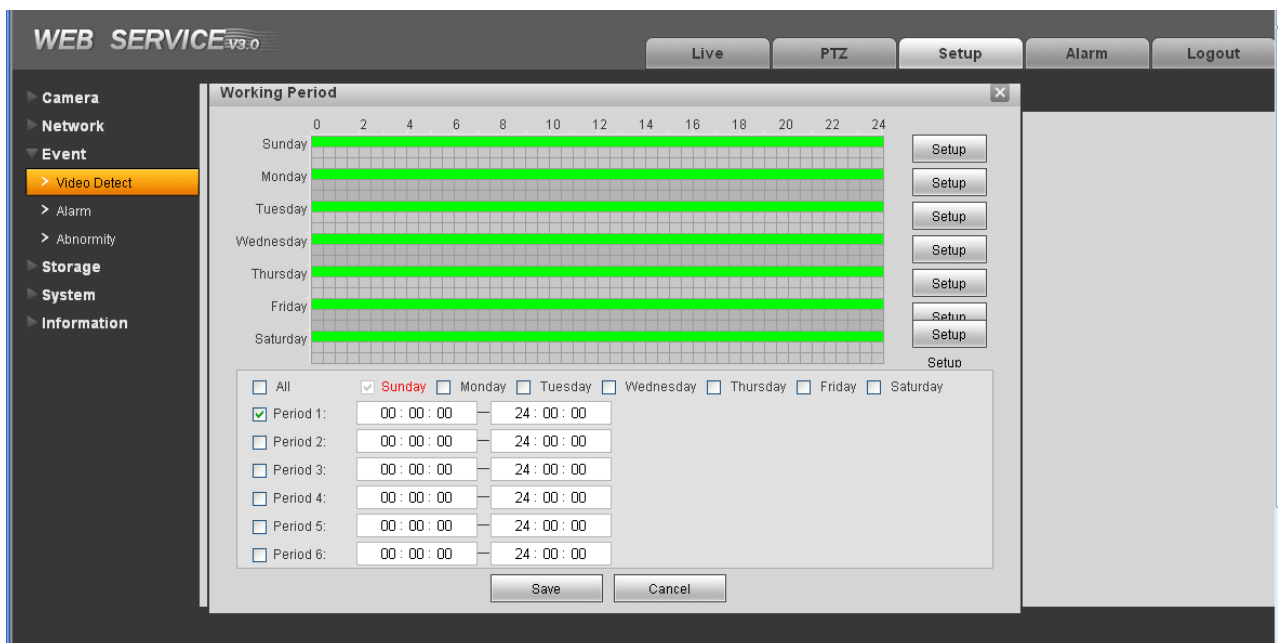 WEB SERVICE V3.0
Live PTZ Setup Alarm Logout
Camera
Network
Event
> Video Detect
> Alarm
> Abnormity
Storage
System
Information
Working Period
0 2 4 6 8 10 12 14 16 18 20 22 24
Sunday Setup
Monday Setup
Tuesday Setup
Wednesday Setup
Thursday Setup
Friday Setup
Saturday Setup
Setup
All Sunday Monday Tuesday Wednesday Thursday Friday Saturday
Period 1: 00 : 00 : 00 — 24 : 00 : 00
Period 2: 00 : 00 : 00 — 24 : 00 : 00
Period 3: 00 : 00 : 00 — 24 : 00 : 00
Period 4: 00 : 00 : 00 — 24 : 00 : 00
Period 5: 00 : 00 : 00 — 24 : 00 : 00
Period 6: 00 : 00 : 00 — 24 : 00 : 00
Save Cancel